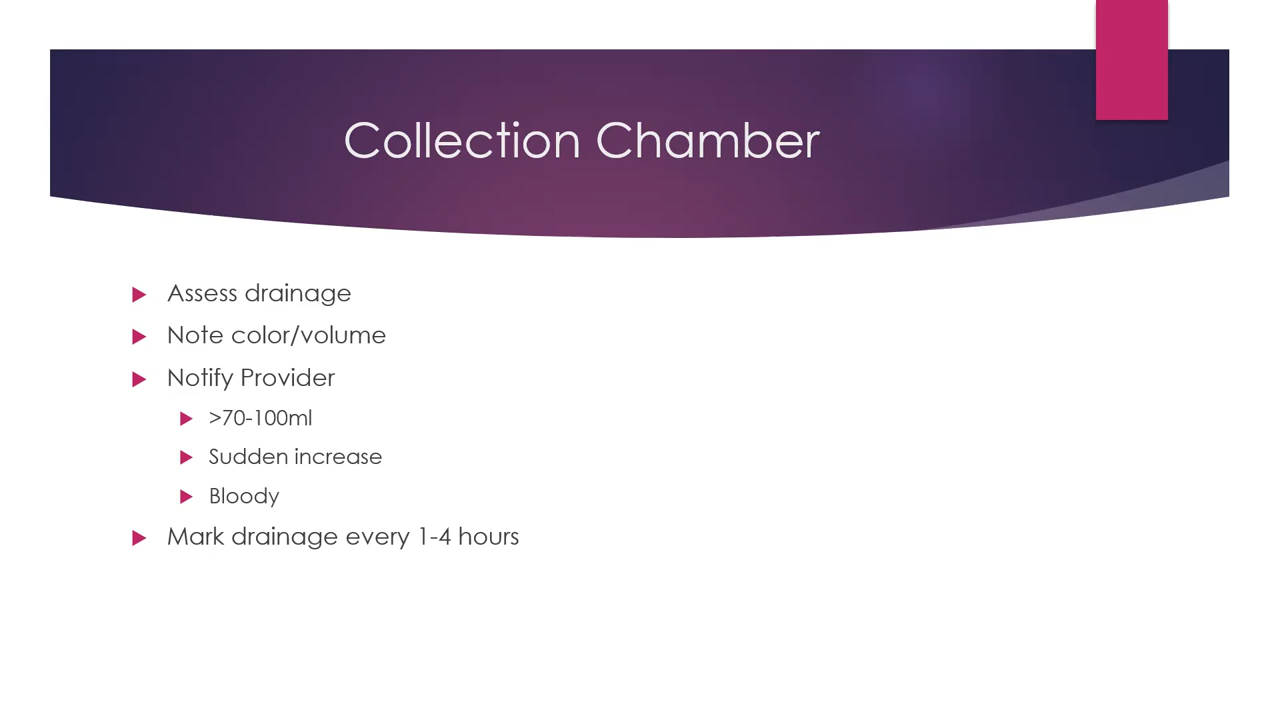 Collection Chamber
Assess drainage
Note color/volume
Notify Provider
>70-100ml
Sudden increase
Bloody
Mark drainage every 1-4 hours